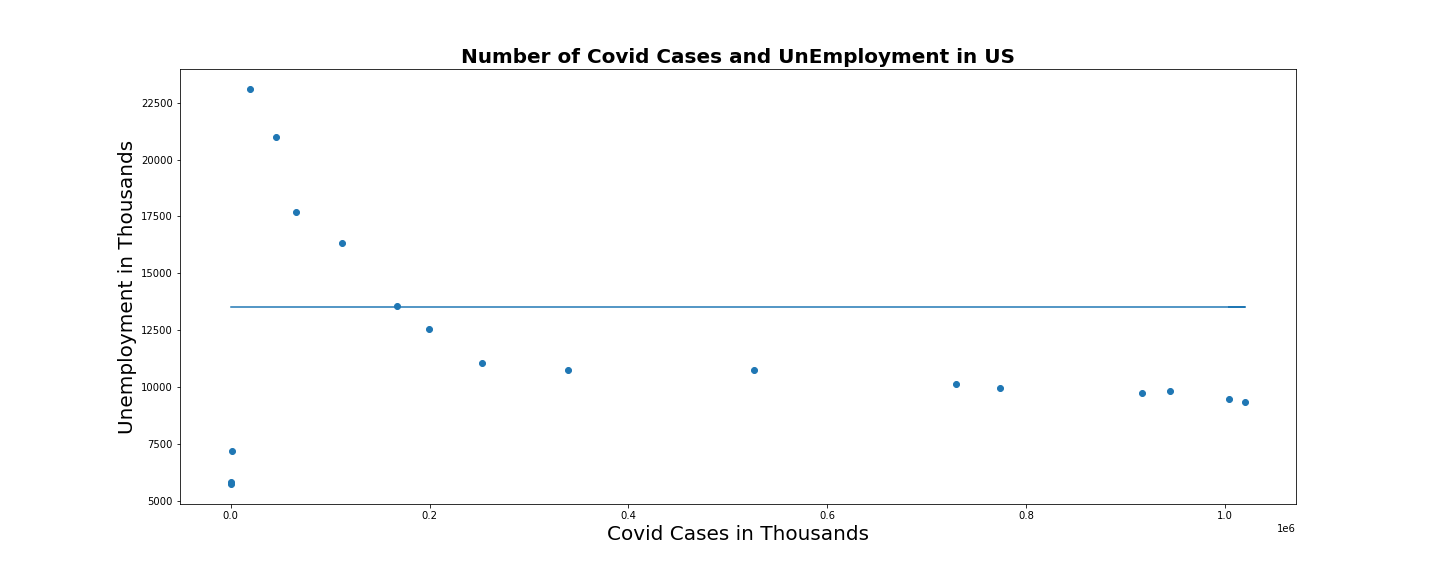 Number of Covid Cases and UnEmployment in US
Unemployment in Thousands
22500
20000
17500
15000
12500
10000
7500
5000
0.0 0.2 0.4 0.6 0.8 1.0
1e6
Covid Cases in Thousands